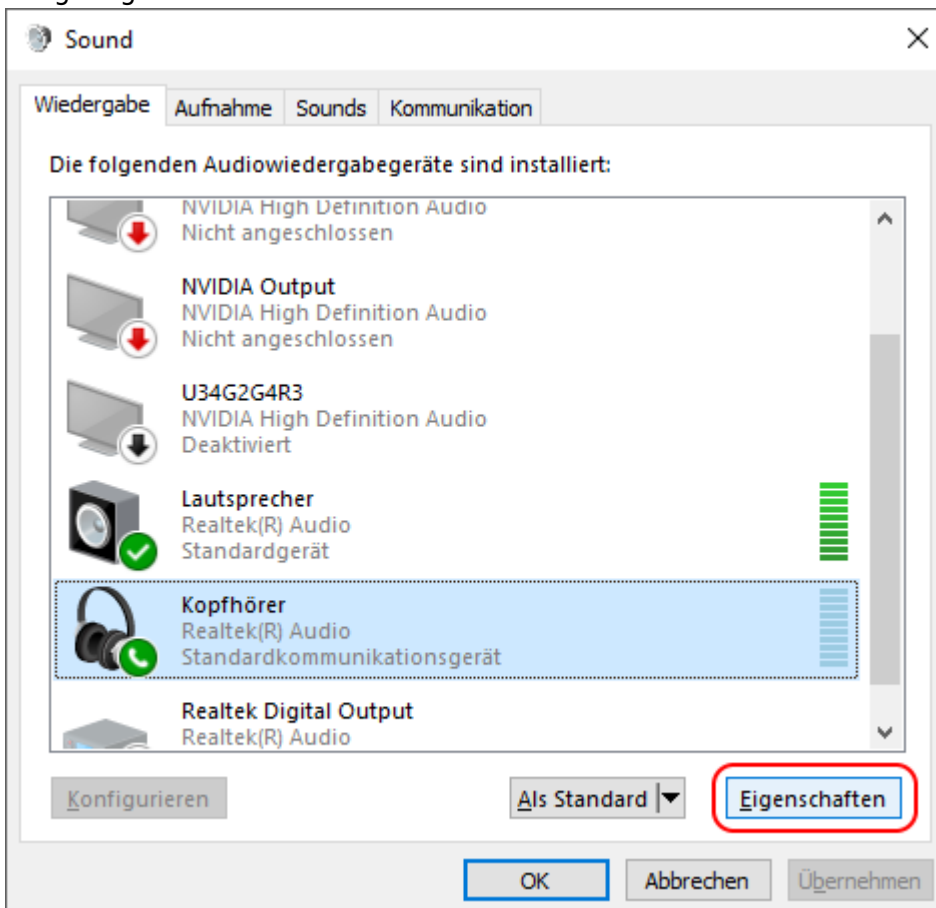 Sound
Wiedergabe Aufnahme Sounds Kommunikation
Die folgenden Audiowiedergabegeräte sind installiert:
NVIDIA High Definition Audio
Nicht angeschlossen
NVIDIA Output
NVIDIA High Definition Audio
Nicht angeschlossen
U34G2G4R3
NVIDIA High Definition Audio
Deaktiviert
Lautsprecher
Realtek(R) Audio
Standardgerät
Kopfhörer
Realtek(R) Audio
Standardkommunikationsgerät
Realtek Digital Output
Realtek(R) Audio
Konfigurieren Als Standard Eigenschaften
OK Abbrechen Übernehmen